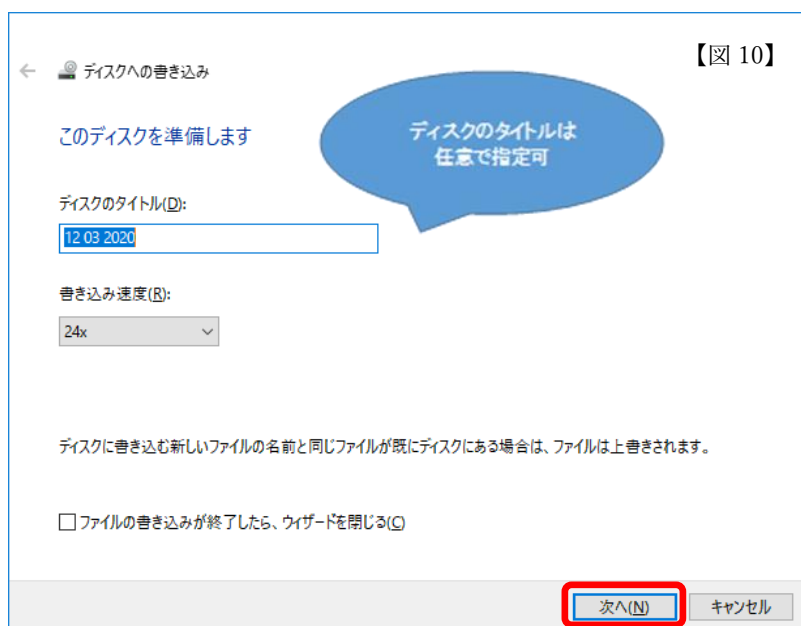 【図 10】
ディスクへの書き込み
このディスクを準備します
ディスクのタイトルは
任意で指定可
ディスクのタイトル(D):
12 03 2020
書き込み速度(R):
24x
ディスクに書き込む新しいファイルの名前と同じファイルが既にディスクにある場合は、ファイルは上書きされます。
ファイルの書き込みが終了したら、ウィザードを閉じる(C)
次へ(N)
キャンセル